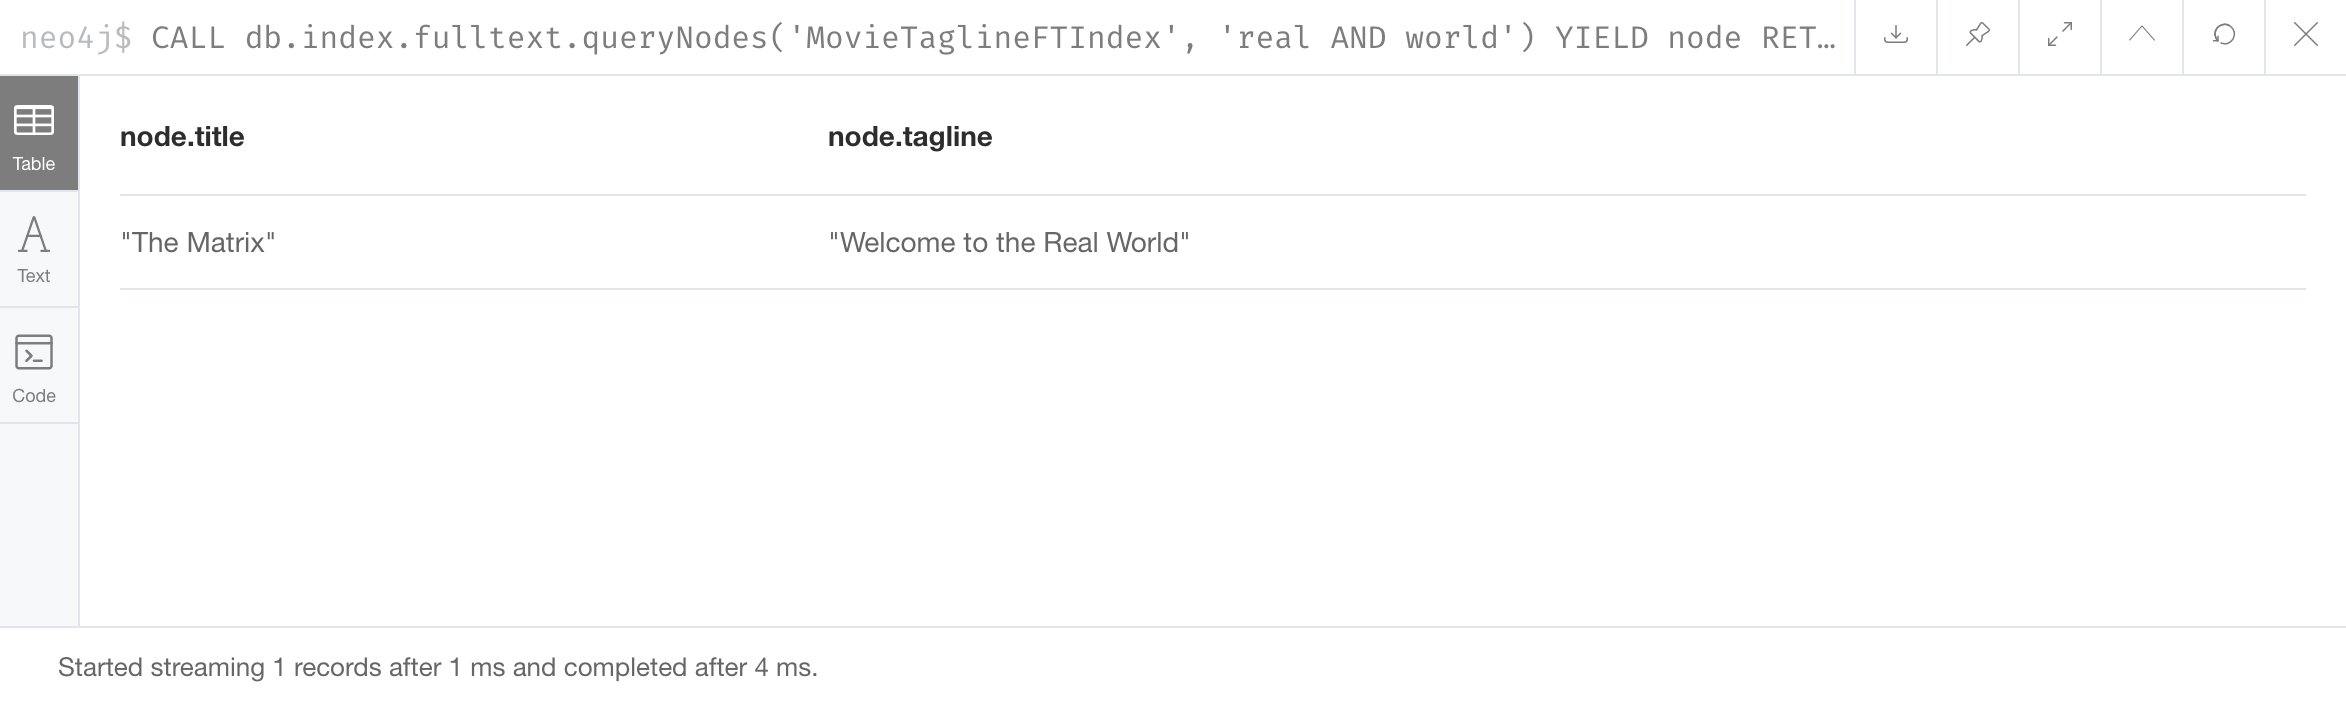 neo4j$ CALL db.index.fulltext.queryNodes('MovieTaglineFTIndex', 'real AND world') YIELD node RET…
Table
Text
Code
node.title node.tagline
"The Matrix" "Welcome to the Real World"
Started streaming 1 records after 1 ms and completed after 4 ms.